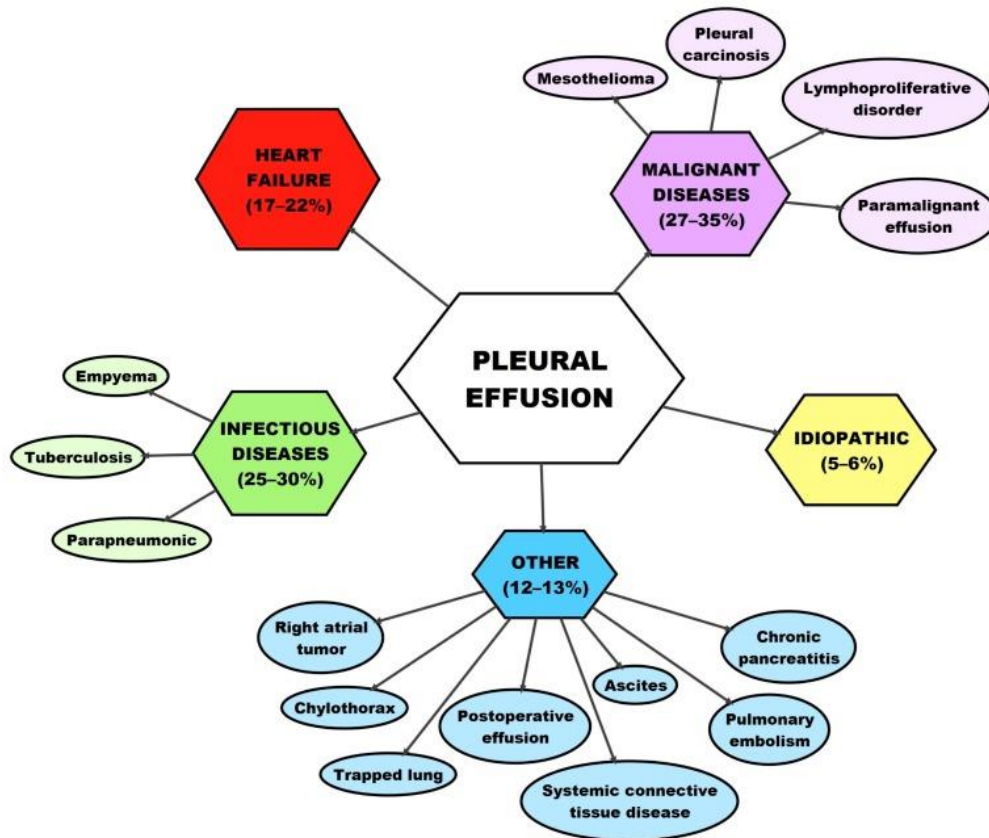 Pleural
carcinosis
Mesothelioma
Lymphoproliferative
disorder
HEART
FAILURE
(17–22%)
MALIGNANT
DISEASES
(27–35%)
Paramalignant
effusion
PLEURAL
EFFUSION
Empyema
Tuberculosis
Parapneumonic
INFECTIOUS
DISEASES
(25–30%)
IDIOPATHIC
(5–6%)
OTHER
(12–13%)
Right atrial
tumor
Chylothorax
Trapped lung
Postoperative
effusion
Systemic connective
tissue disease
Ascites
Pulmonary
embolism
Chronic
pancreatitis